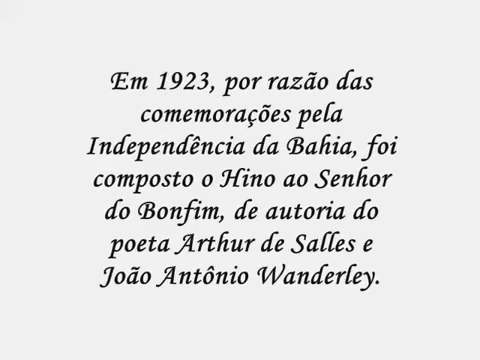 Em 1923, por razão das
comemorações pela
Independência da Bahia, foi
composto o Hino ao Senhor
do Bonfim, de autoria do
poeta Arthur de Salles e
João Antônio Wanderley.